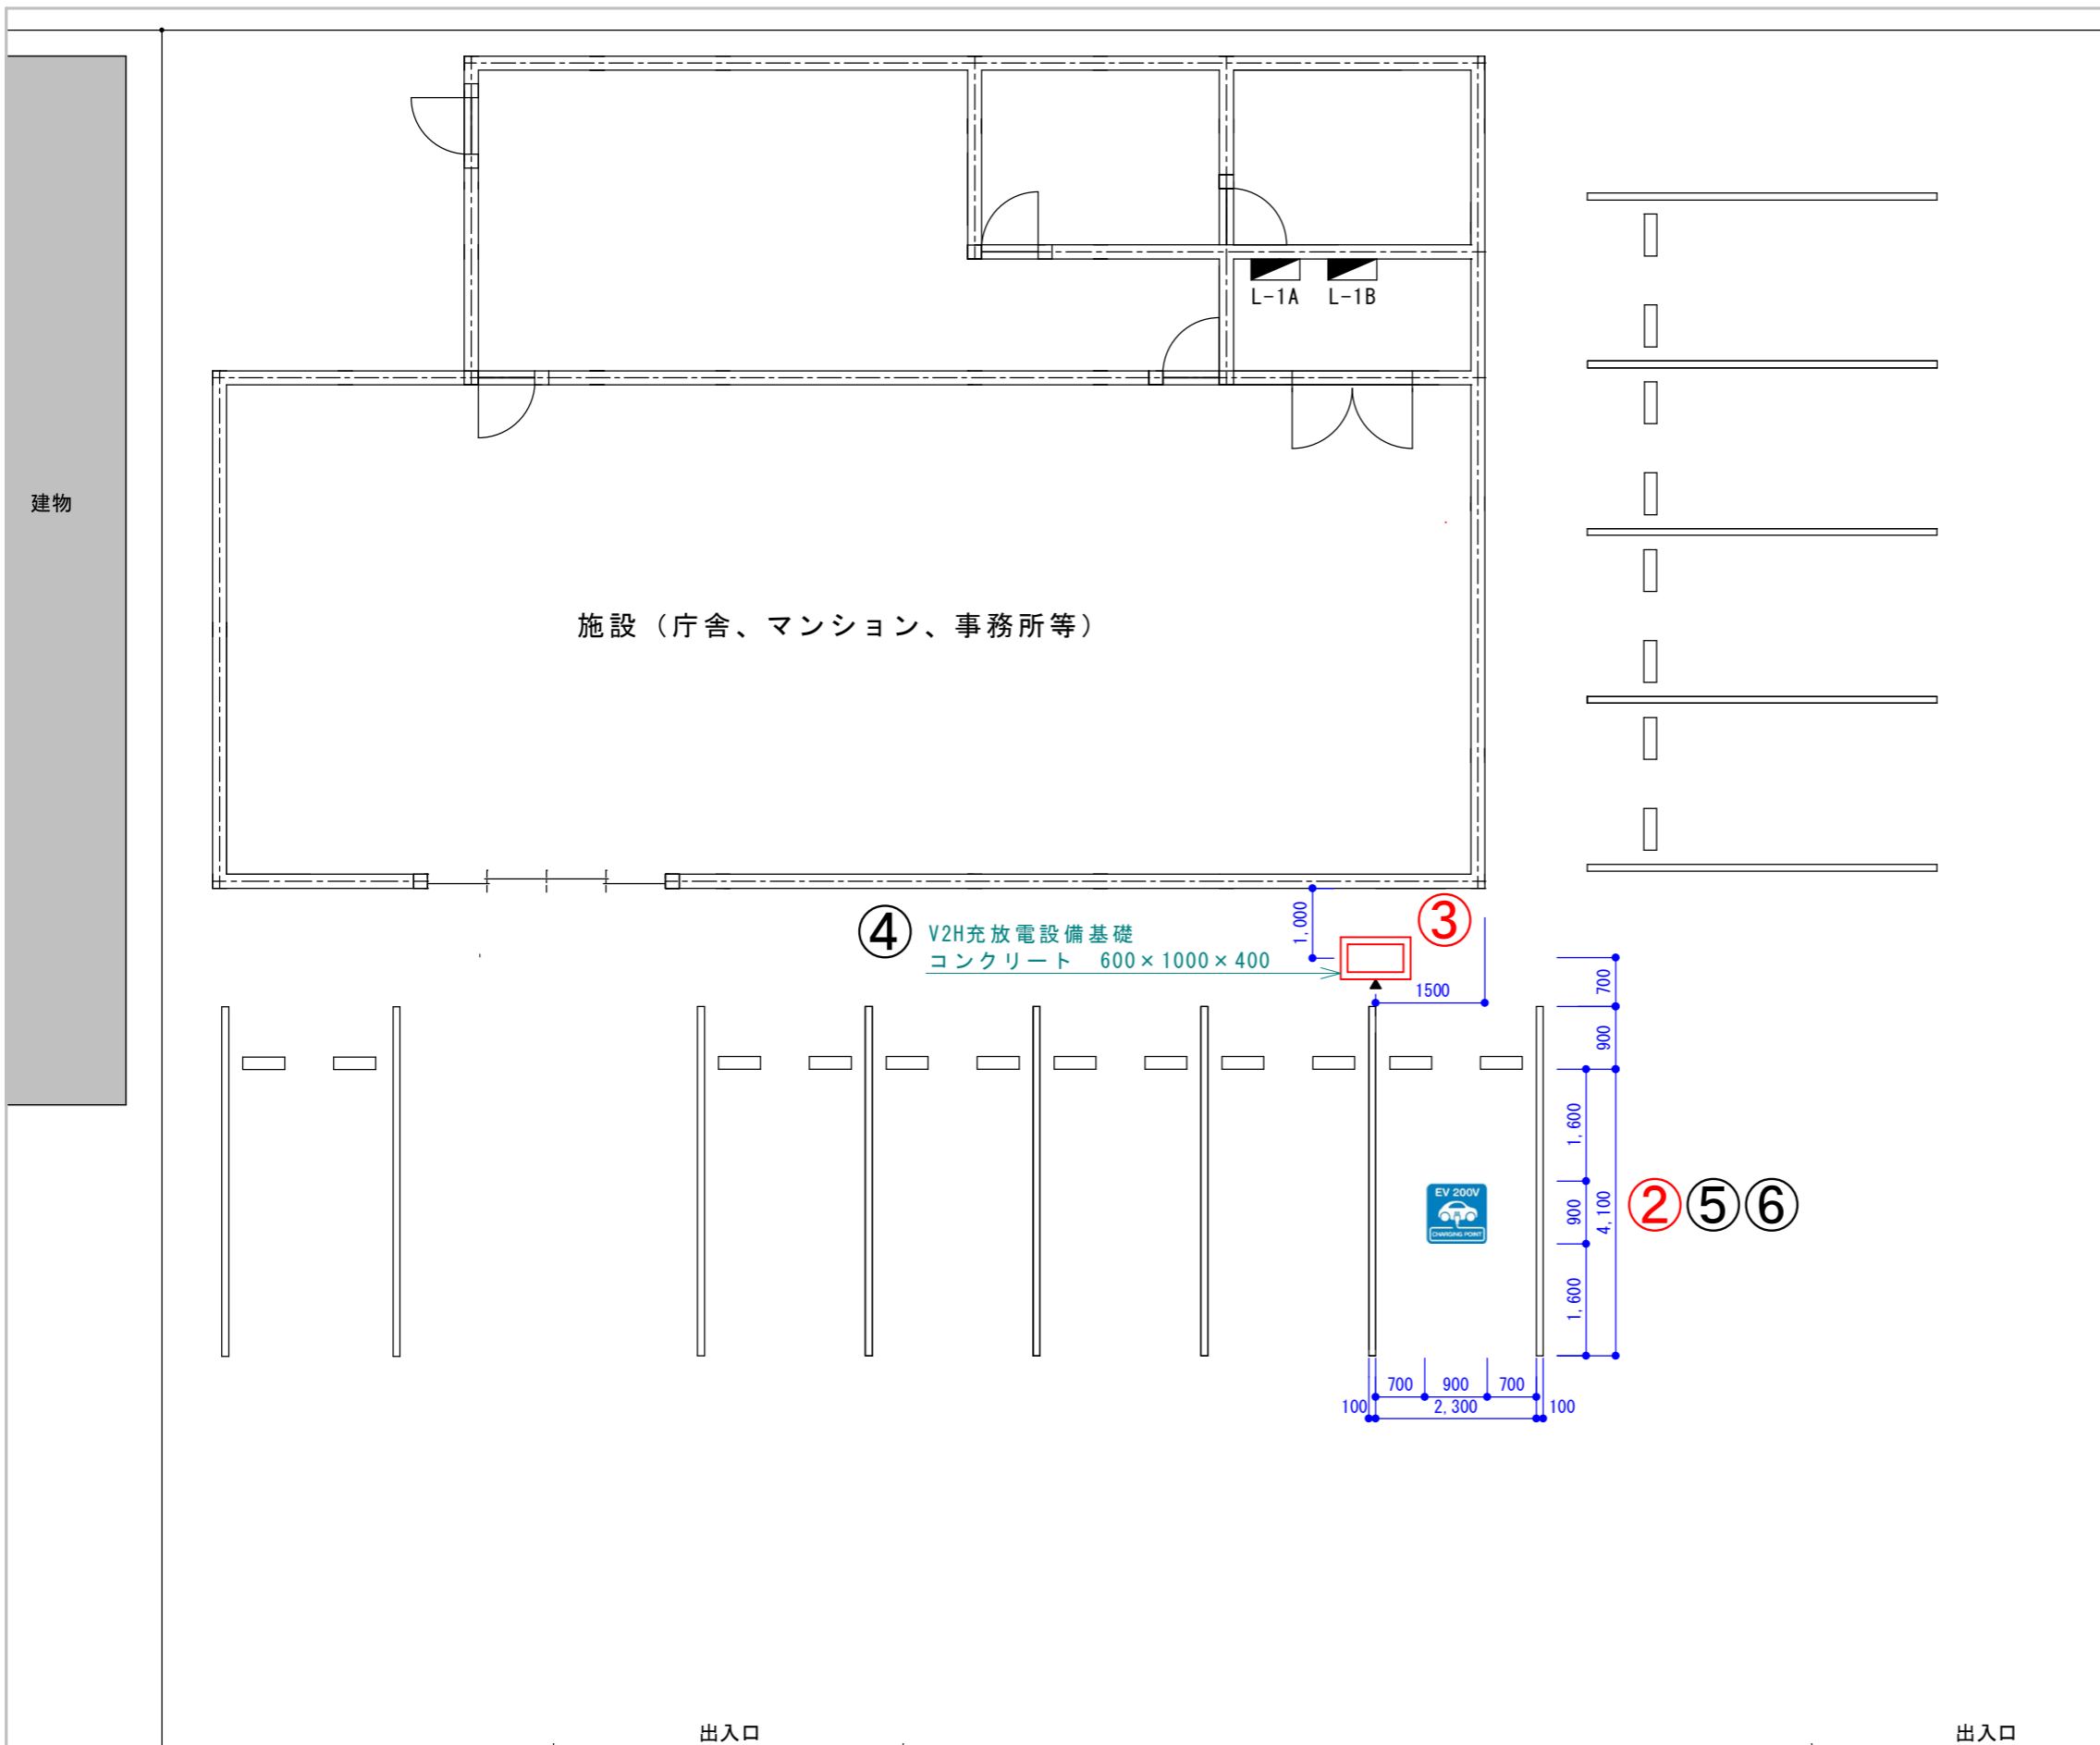 L-1A L-1B
建物
施設（庁舎、マンション、事務所等）
④ V2H充放電設備基礎
コンクリート 600×1000×400
1,000
③
1500
700
900
1,600
900
1,600
4,100
②⑤⑥
EV 200V
CHARGING POINT
700 900 700
100 2,300 100
出入口 出入口